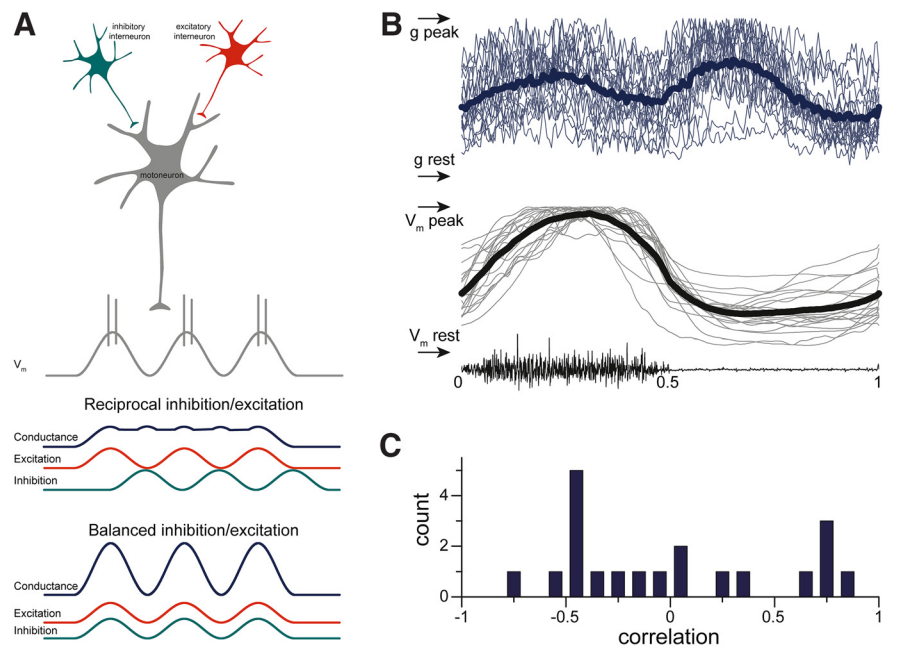 A
inhibitory
interneuron
excitatory
interneuron
motoneuron
Vm
Reciprocal inhibition/excitation
Conductance
Excitation
Inhibition
Balanced inhibition/excitation
Conductance
Excitation
Inhibition
B
g peak
g rest
Vm peak
Vm rest
0 0.5 1
C
count
4
2
0
-1 -0.5 0 0.5 1
correlation